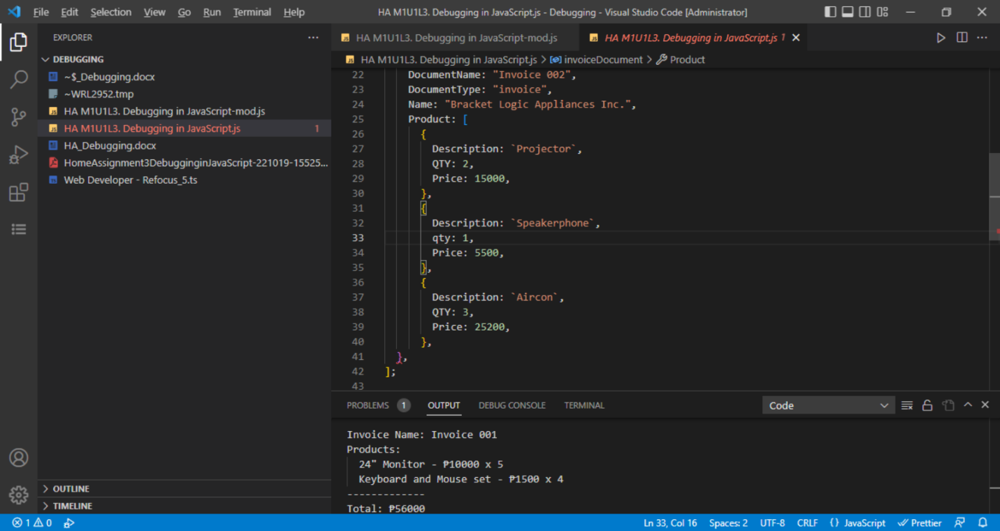 File Edit Selection View Go Run Terminal Help
HA M1U1L3. Debugging in JavaScript.js - Debugging - Visual Studio Code [Administrator]
EXPLORER
DEBUGGING
~$_Debugging.docx
~WRL2952.tmp
HA M1U1L3. Debugging in JavaScript-mod.js
HA M1U1L3. Debugging in JavaScript.js 1
HA_Debugging.docx
HomeAssignment3DebugginginJavaScript-221019-15525...
Web Developer - Refocus_5.ts
OUTLINE
TIMELINE
JS HA M1U1L3. Debugging in JavaScript-mod.js
JS HA M1U1L3. Debugging in JavaScript.js 1
JS HA M1U1L3. Debugging in JavaScript.js > invoiceDocument > Product
22 DocumentName: "Invoice 002",
23 DocumentType: "invoice",
24 Name: "Bracket Logic Appliances Inc.",
25 Product: [
26 {
27 Description: `Projector`,
28 QTY: 2,
29 Price: 15000,
30 },
31 {
32 Description: `Speakerphone`,
33 qty: 1,
34 Price: 5500,
35 },
36 {
37 Description: `Aircon`,
38 QTY: 3,
39 Price: 25200,
40 },
41 },
42 ];
43
PROBLEMS 1 OUTPUT DEBUG CONSOLE TERMINAL
Code
Invoice Name: Invoice 001
Products:
24" Monitor - ₱10000 x 5
Keyboard and Mouse set - ₱1500 x 4
-------------
Total: ₱56000
1 0
Ln 33, Col 16 Spaces: 2 UTF-8 CRLF {} JavaScript Prettier